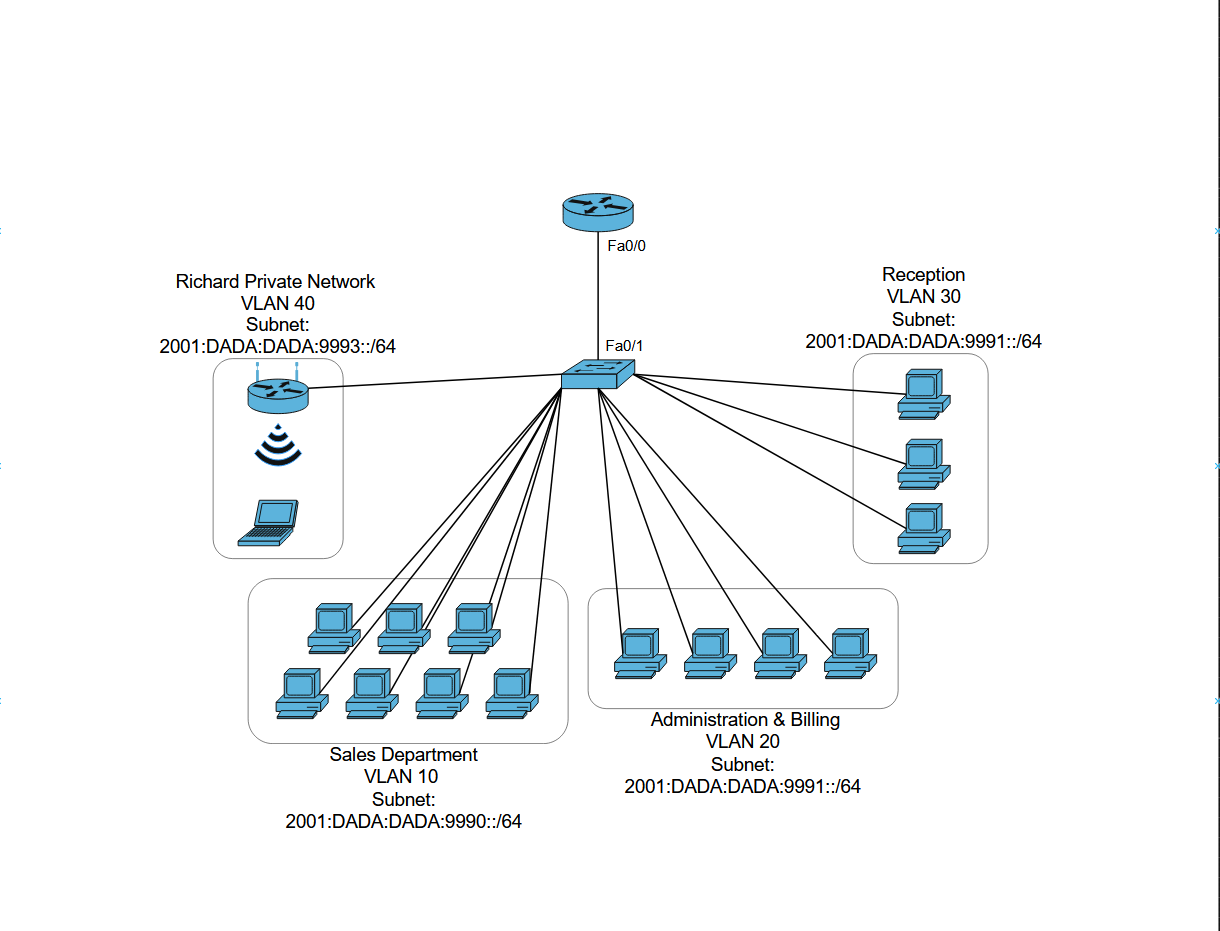 Fa0/0
Richard Private Network
VLAN 40
Subnet:
2001:DADA:DADA:9993::/64
Reception
VLAN 30
Subnet:
2001:DADA:DADA:9991::/64
Fa0/1
Administration & Billing
VLAN 20
Subnet:
2001:DADA:DADA:9991::/64
Sales Department
VLAN 10
Subnet:
2001:DADA:DADA:9990::/64